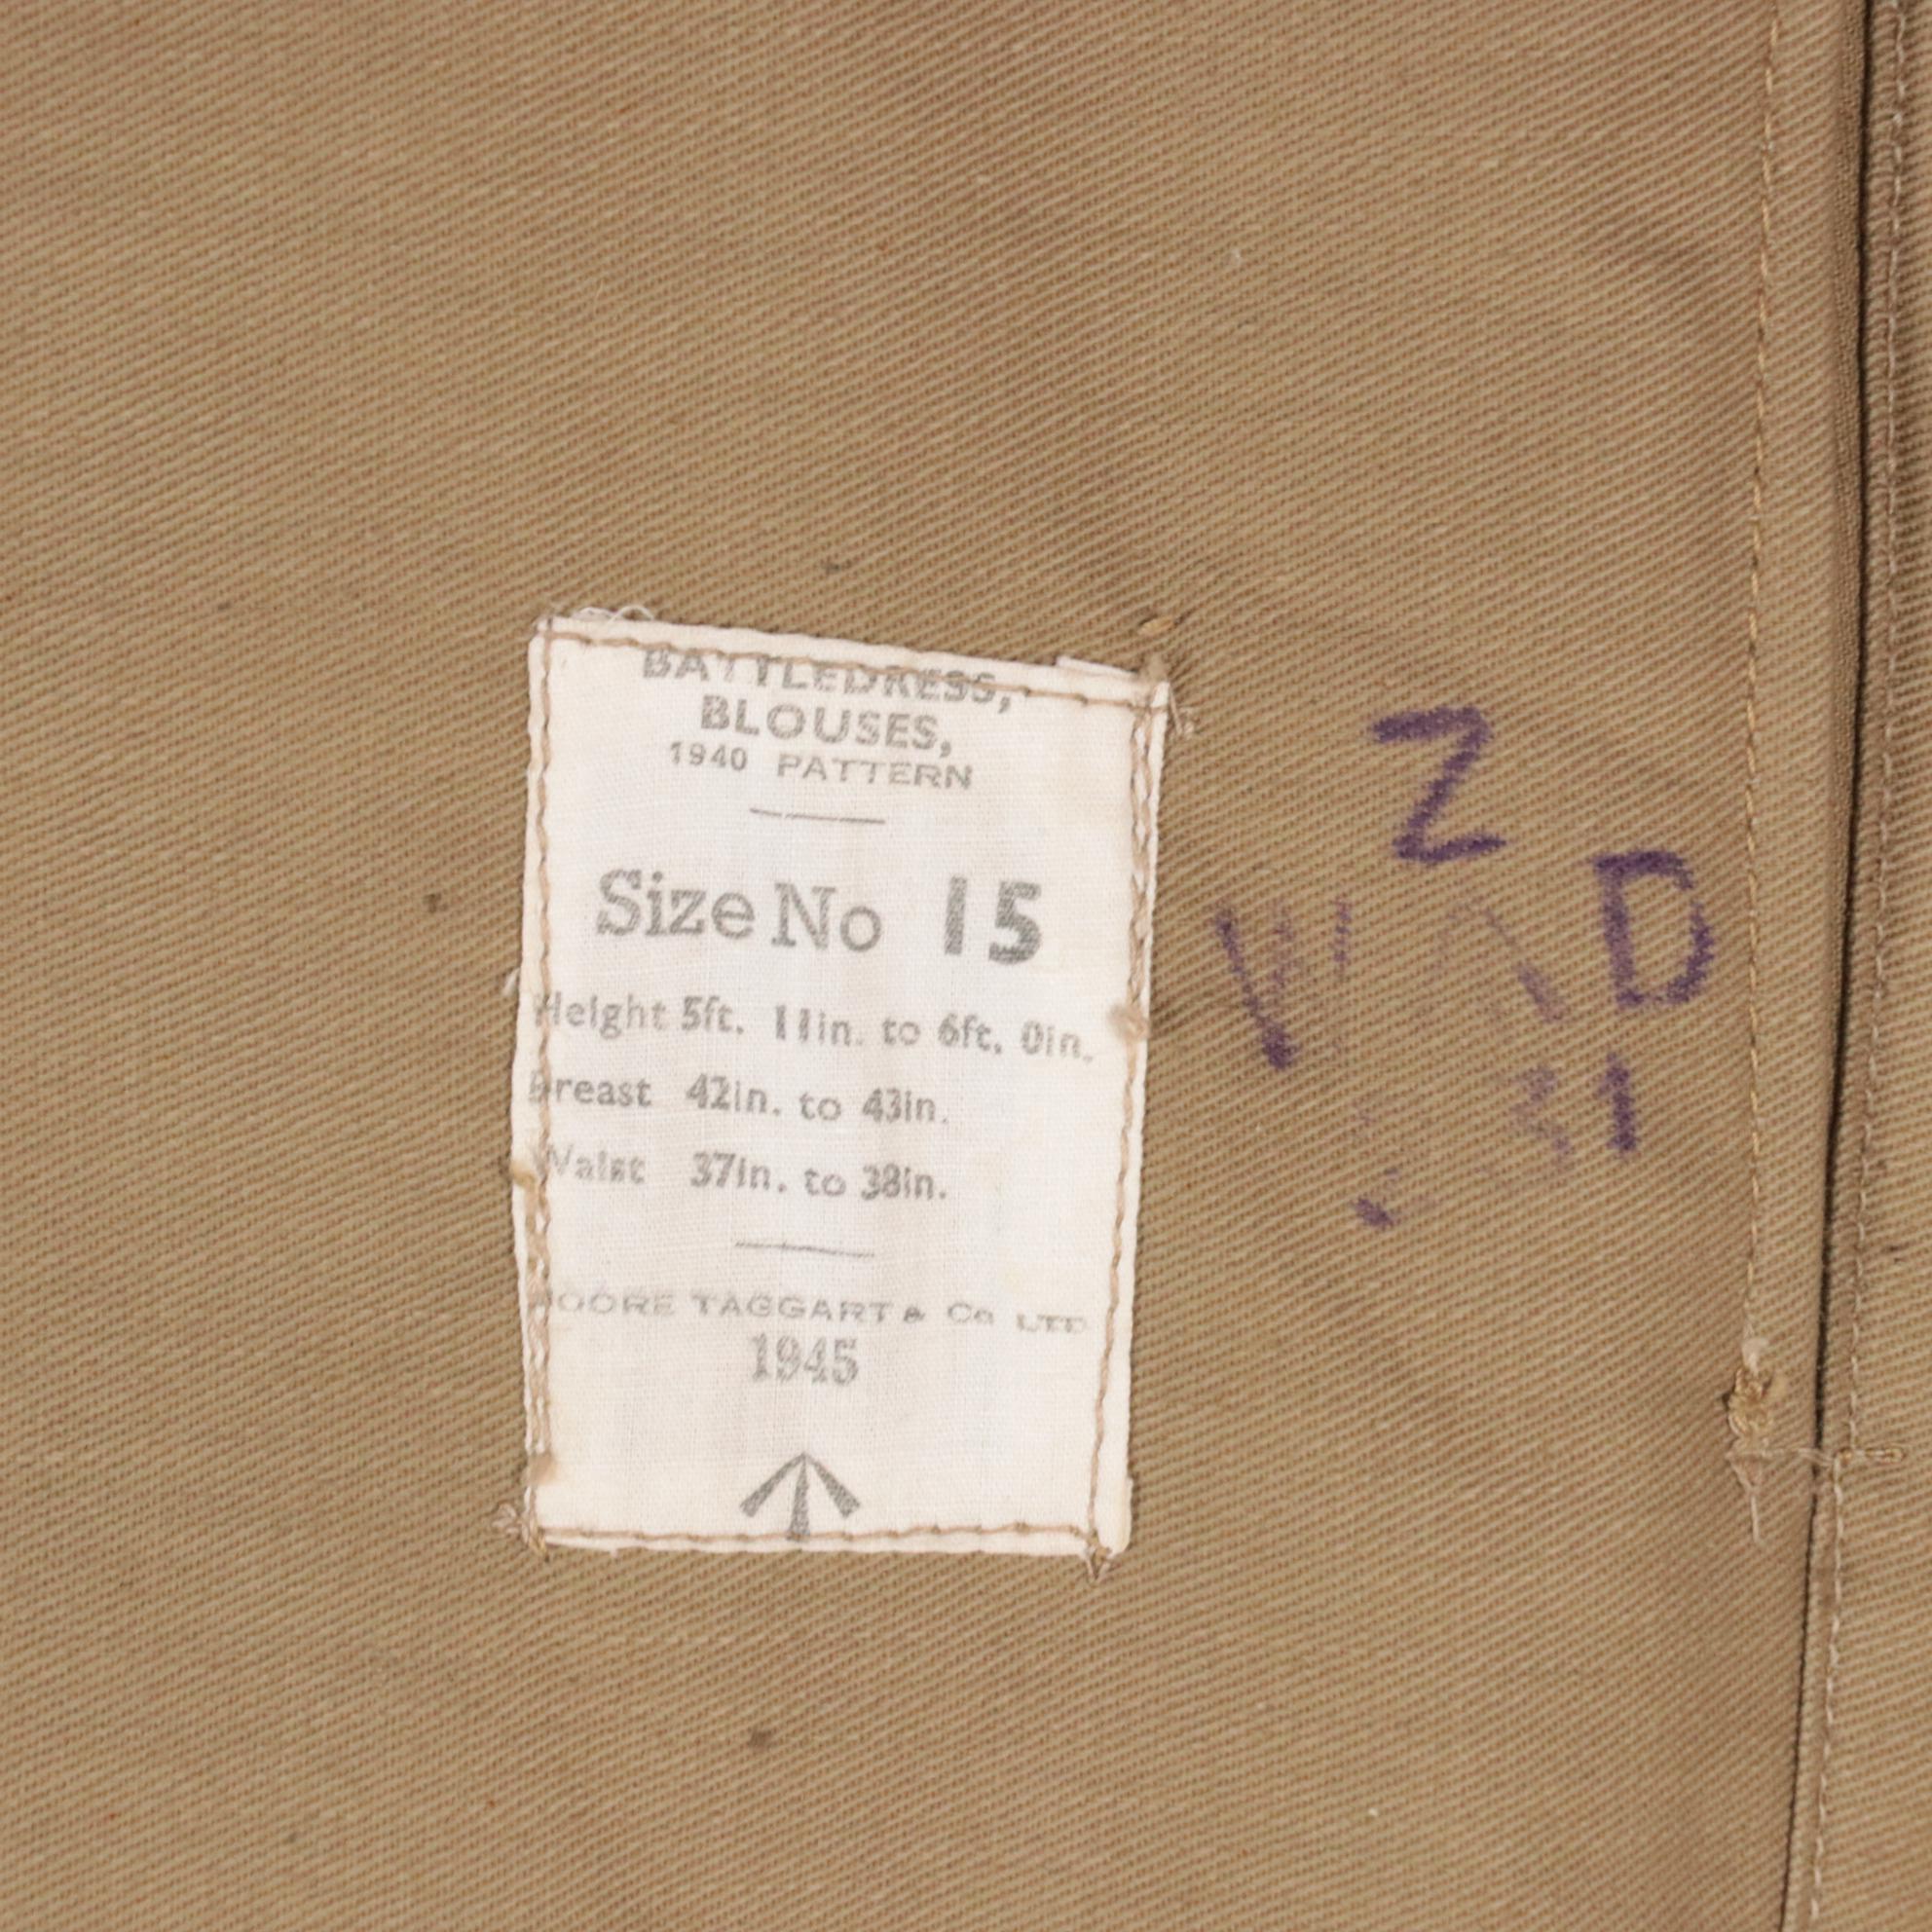 BATTLEDRESS,
BLOUSES,
1940 PATTERN
Size No 15
Height 5ft. 11in. to 6ft. 0in.
Breast 42in. to 43in.
Waist 37in. to 38in.
MOORE TAGGART & Co LTD
1945
Z
W D